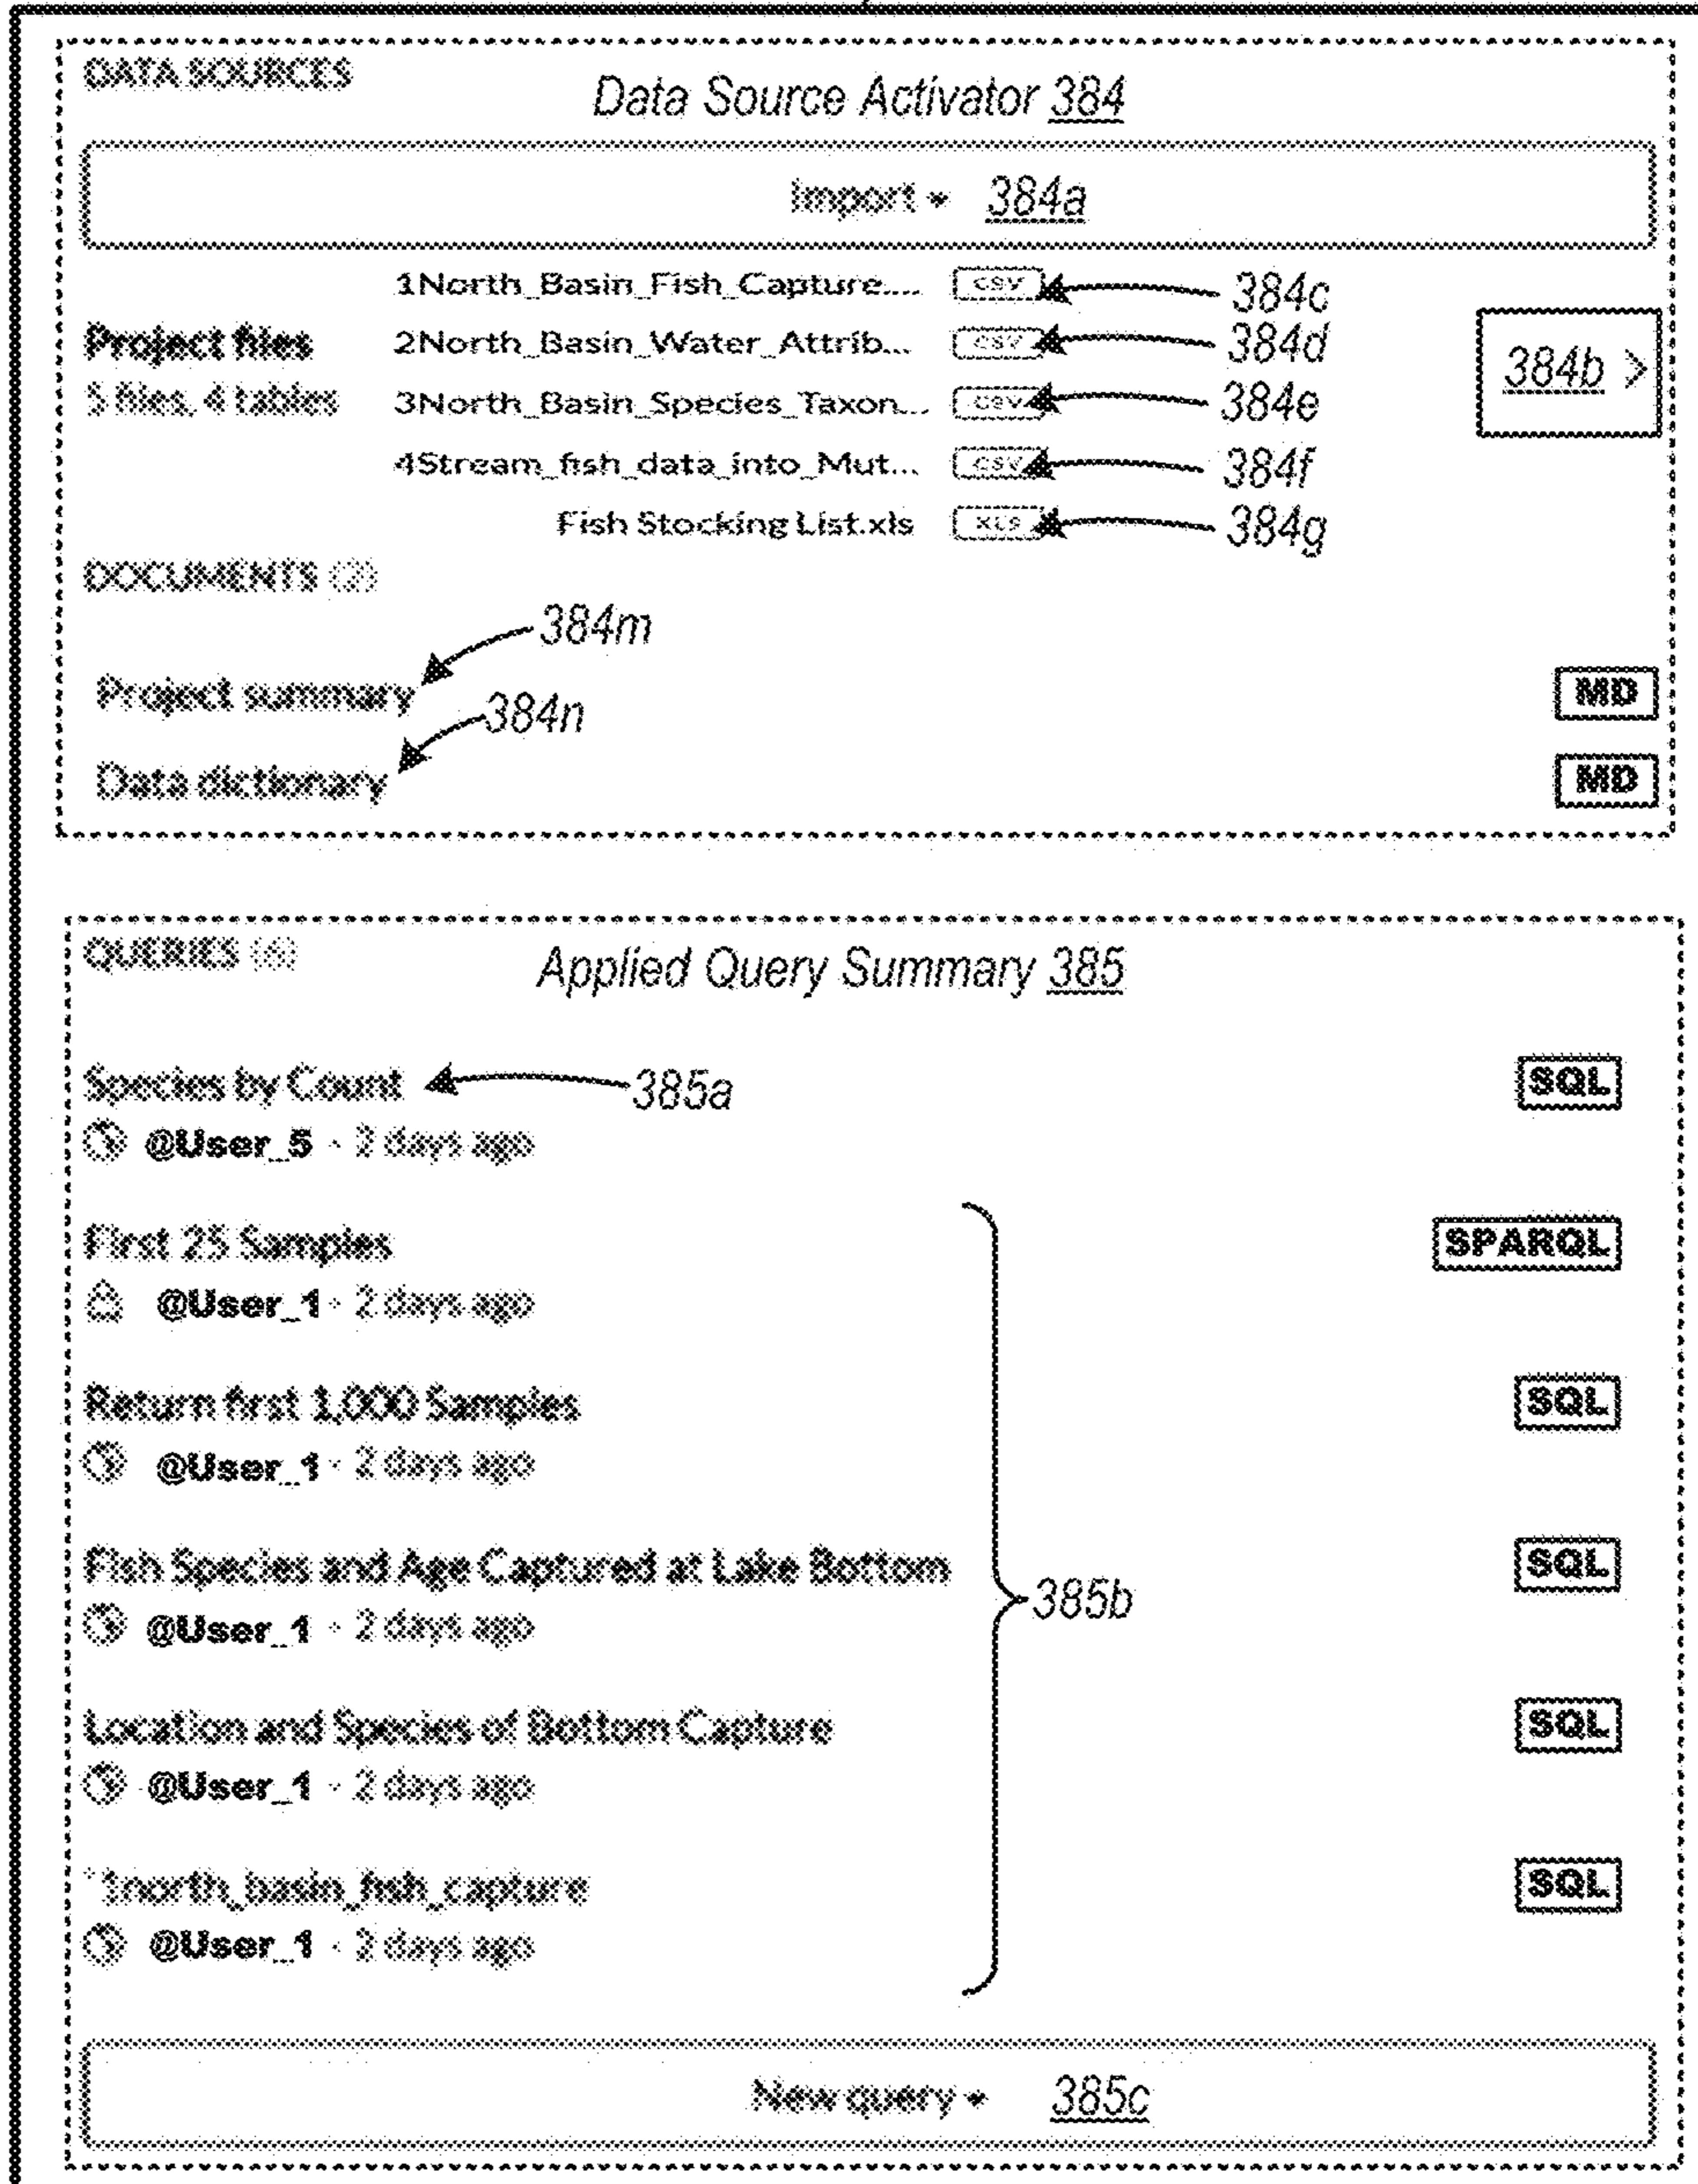 DATA SOURCES
Data Source Activator 384
Import 384a
1North_Basin_Fish_Capture.... CSV 384c
Project files 2North_Basin_Water_Attrib... CSV 384d
384b >
5 files, 4 tables 3North_Basin_Species_Taxon... CSV 384e
4Stream_fish_data_into_Mut... CSV 384f
Fish Stocking List.xls XLS 384g
DOCUMENTS (2)
384m
Project summary MD
384n
Data dictionary MD
QUERIES (6)
Applied Query Summary 385
Species by Count 385a SQL
@User_5 · 2 days ago
First 25 Samples SPARQL
@User_1 · 2 days ago
Return first 1,000 Samples SQL
@User_1 · 2 days ago
Fish Species and Age Captured at Lake Bottom SQL
385b
@User_1 · 2 days ago
Location and Species of Bottom Capture SQL
@User_1 · 2 days ago
1north_basin_fish_capture SQL
@User_1 · 2 days ago
New query 385c